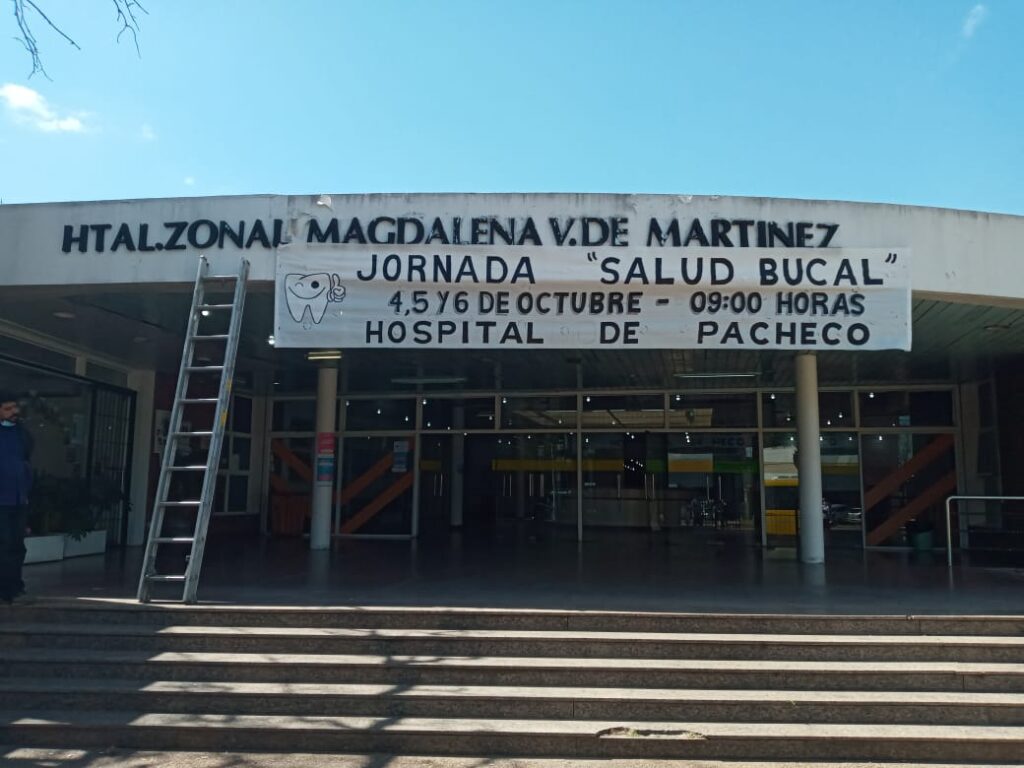 HTAL.ZONAL MAGDALENA V.DE MARTINEZ
JORNADA "SALUD BUCAL"
4,5 Y 6 DE OCTUBRE - 09:00 HORAS
HOSPITAL DE PACHECO